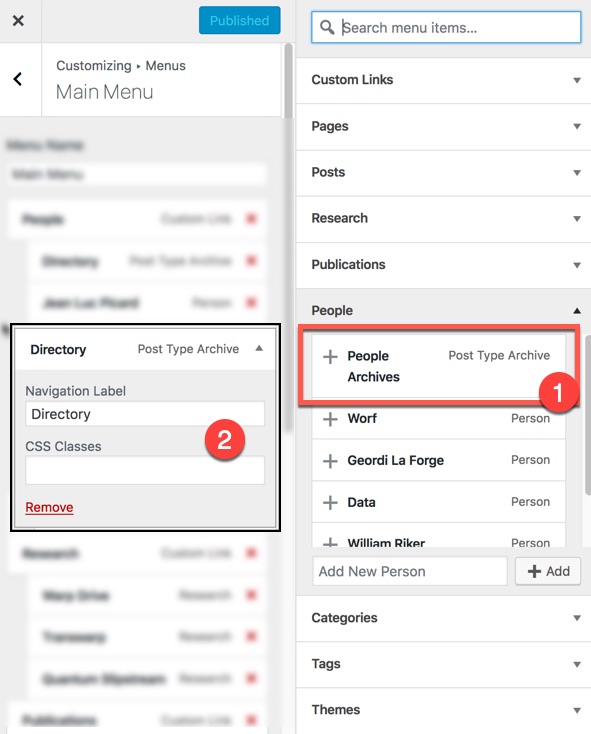 Published
Customizing ▸ Menus
Main Menu
Menu Name
Main Menu
People Custom Link
Directory Post Type Archive
Jean Luc Picard Person
Directory Post Type Archive
Navigation Label
Directory
CSS Classes
2
Remove
Research Custom Link
Warp Drive Research
Transwarp Research
Quantum Slipstream Research
Publications Custom Link
Search menu items...
Custom Links
Pages
Posts
Research
Publications
People
People Post Type Archive
Archives
1
Worf Person
Geordi La Forge Person
Data Person
William Riker Person
Add New Person
Add
Categories
Tags
Themes